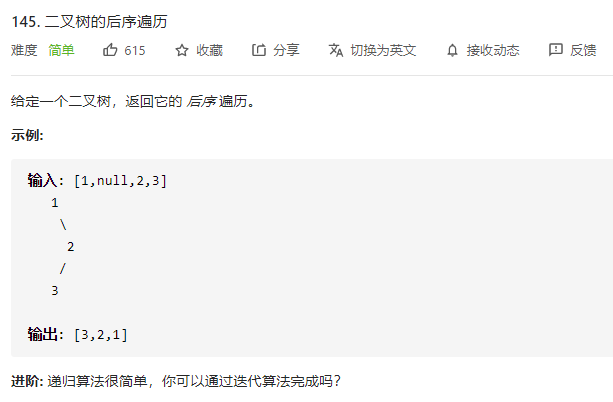 145. 二叉树的后序遍历
难度 简单 615 收藏 分享 切换为英文 接收动态 反馈
给定一个二叉树，返回它的 后序 遍历。
示例:
输入: [1,null,2,3]
1
\
2
/
3
输出: [3,2,1]
进阶: 递归算法很简单，你可以通过迭代算法完成吗？